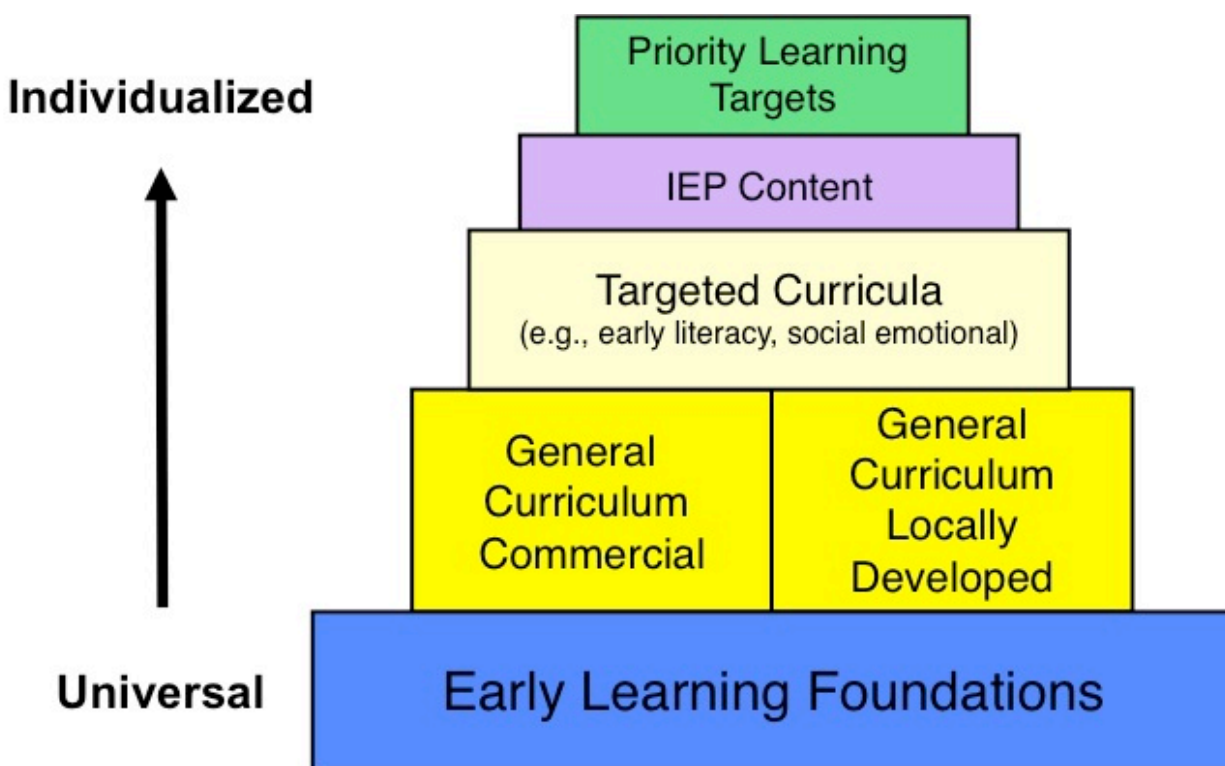 Priority Learning
Targets
Individualized
IEP Content
Targeted Curricula
(e.g., early literacy, social emotional)
General
Curriculum
Commercial
General
Curriculum
Locally
Developed
Universal
Early Learning Foundations